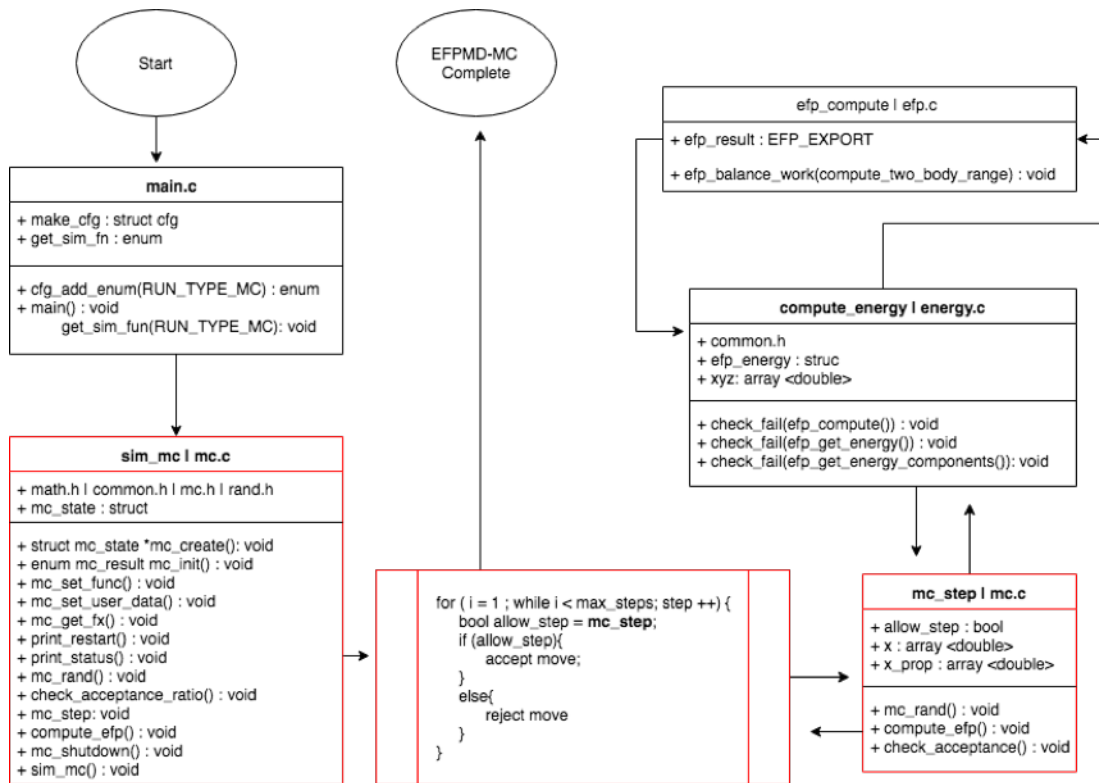 Start
EFPMD-MC
Complete
main.c
+ make_cfg : struct cfg
+ get_sim_fn : enum
+ cfg_add_enum(RUN_TYPE_MC) : enum
+ main() : void
get_sim_fun(RUN_TYPE_MC): void
sim_mc | mc.c
+ math.h | common.h | mc.h | rand.h
+ mc_state : struct
+ struct mc_state *mc_create(): void
+ enum mc_result mc_init() : void
+ mc_set_func() : void
+ mc_set_user_data() : void
+ mc_get_fx() : void
+ print_restart() : void
+ print_status() : void
+ mc_rand() : void
+ check_acceptance_ratio() : void
+ mc_step: void
+ compute_efp() : void
+ mc_shutdown() : void
+ sim_mc() : void
for ( i = 1 ; while i < max_steps; step ++) {
bool allow_step = mc_step;
if (allow_step){
accept move;
}
else{
reject move
}
}
efp_compute | efp.c
+ efp_result : EFP_EXPORT
+ efp_balance_work(compute_two_body_range) : void
compute_energy | energy.c
+ common.h
+ efp_energy : struc
+ xyz: array <double>
+ check_fail(efp_compute()) : void
+ check_fail(efp_get_energy()) : void
+ check_fail(efp_get_energy_components()): void
mc_step | mc.c
+ allow_step : bool
+ x : array <double>
+ x_prop : array <double>
+ mc_rand() : void
+ compute_efp() : void
+ check_acceptance() : void